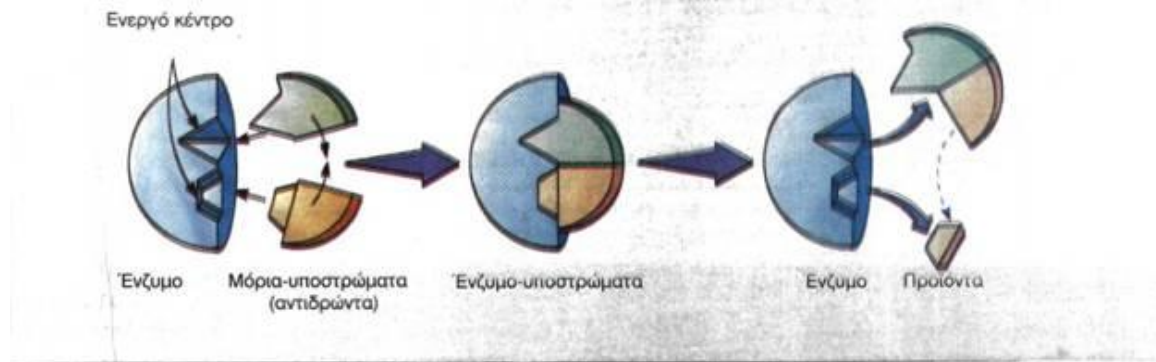 Ενεργό κέντρο
Ένζυμο
Μόρια-υποστρώματα
(αντιδρώντα)
Ένζυμο-υποστρώματα
Ένζυμο
Προϊόντα